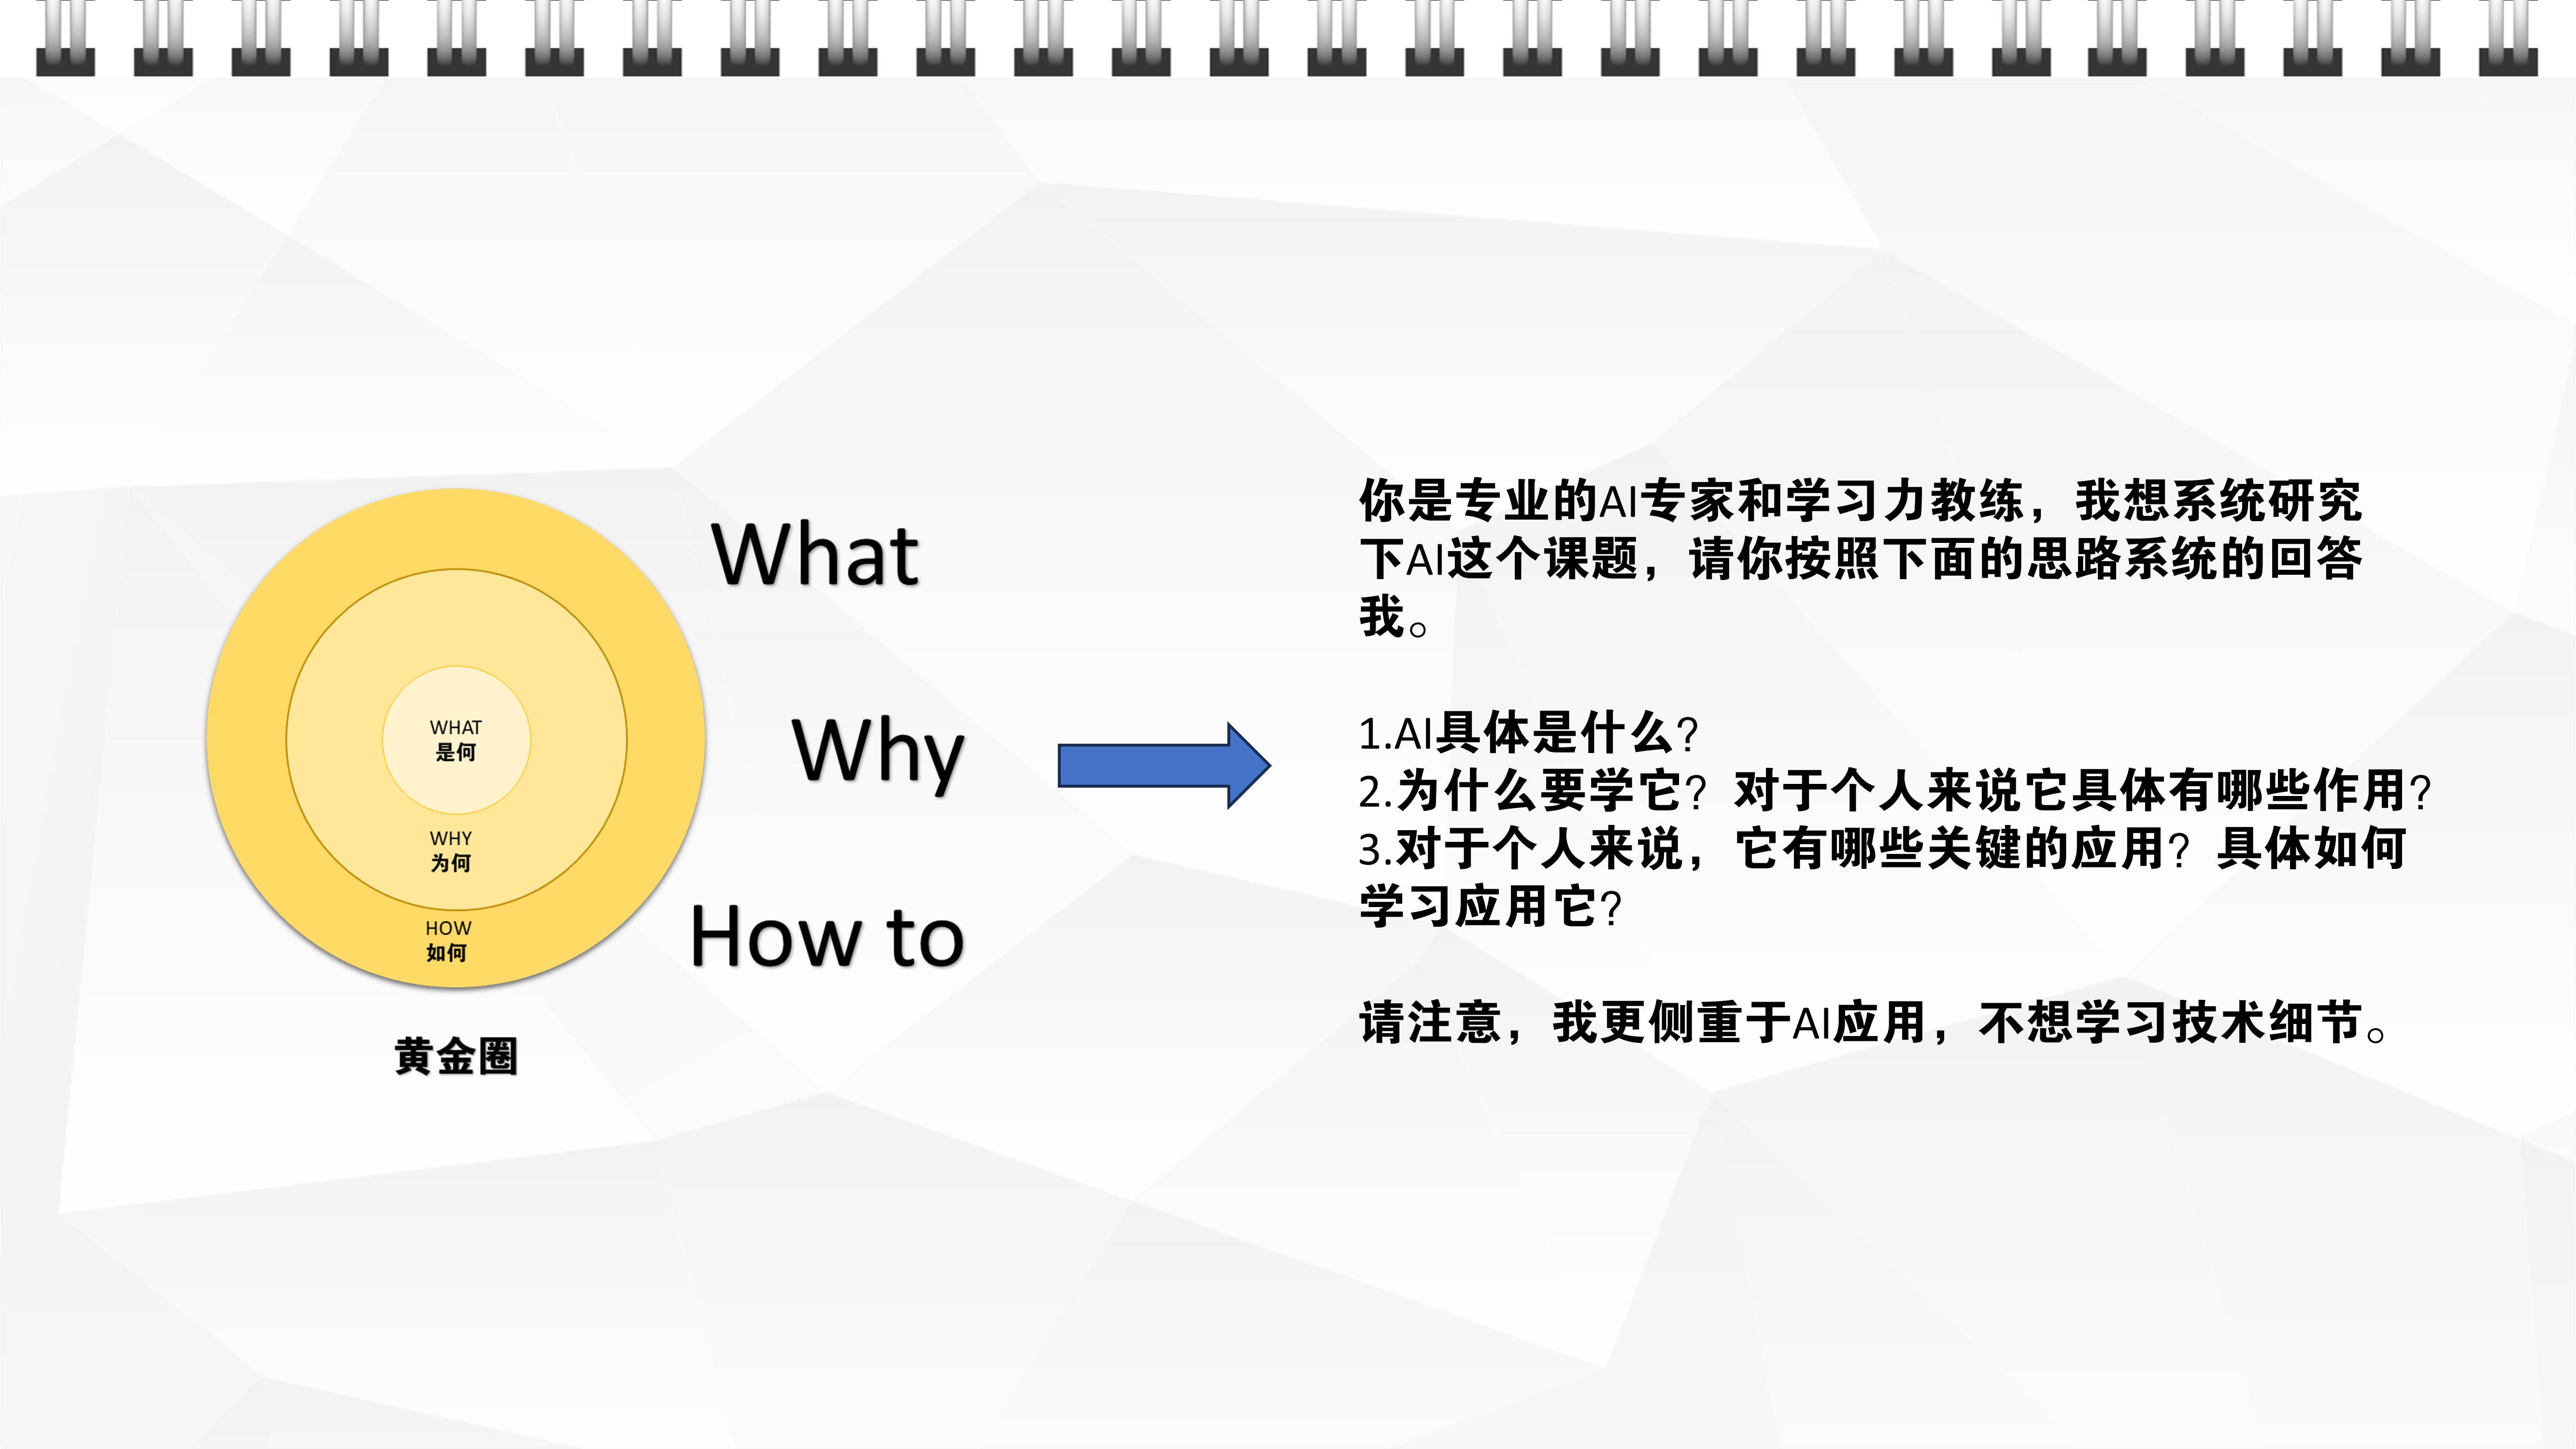 WHAT
是何
WHY
为何
HOW
如何
黄金圈
What
Why
How to
你是专业的AI专家和学习力教练，我想系统研究
下AI这个课题，请你按照下面的思路系统的回答
我。
1.AI具体是什么？
2.为什么要学它？对于个人来说它具体有哪些作用？
3.对于个人来说，它有哪些关键的应用？具体如何
学习应用它？
请注意，我更侧重于AI应用，不想学习技术细节。